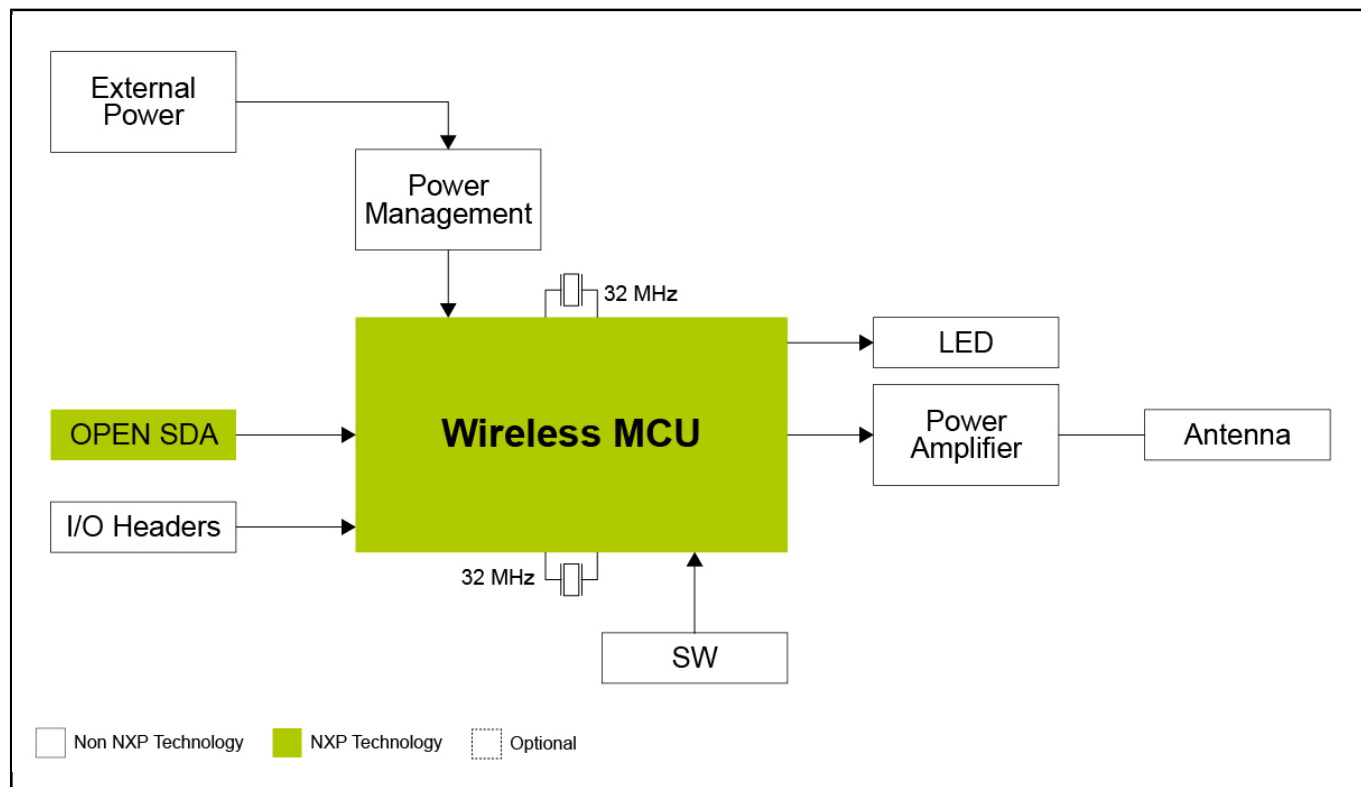 External
Power
Power
Management
32 MHz
LED
Wireless MCU
OPEN SDA
Power
Amplifier
Antenna
I/O Headers
32 MHz
SW
Non NXP Technology
NXP Technology
Optional